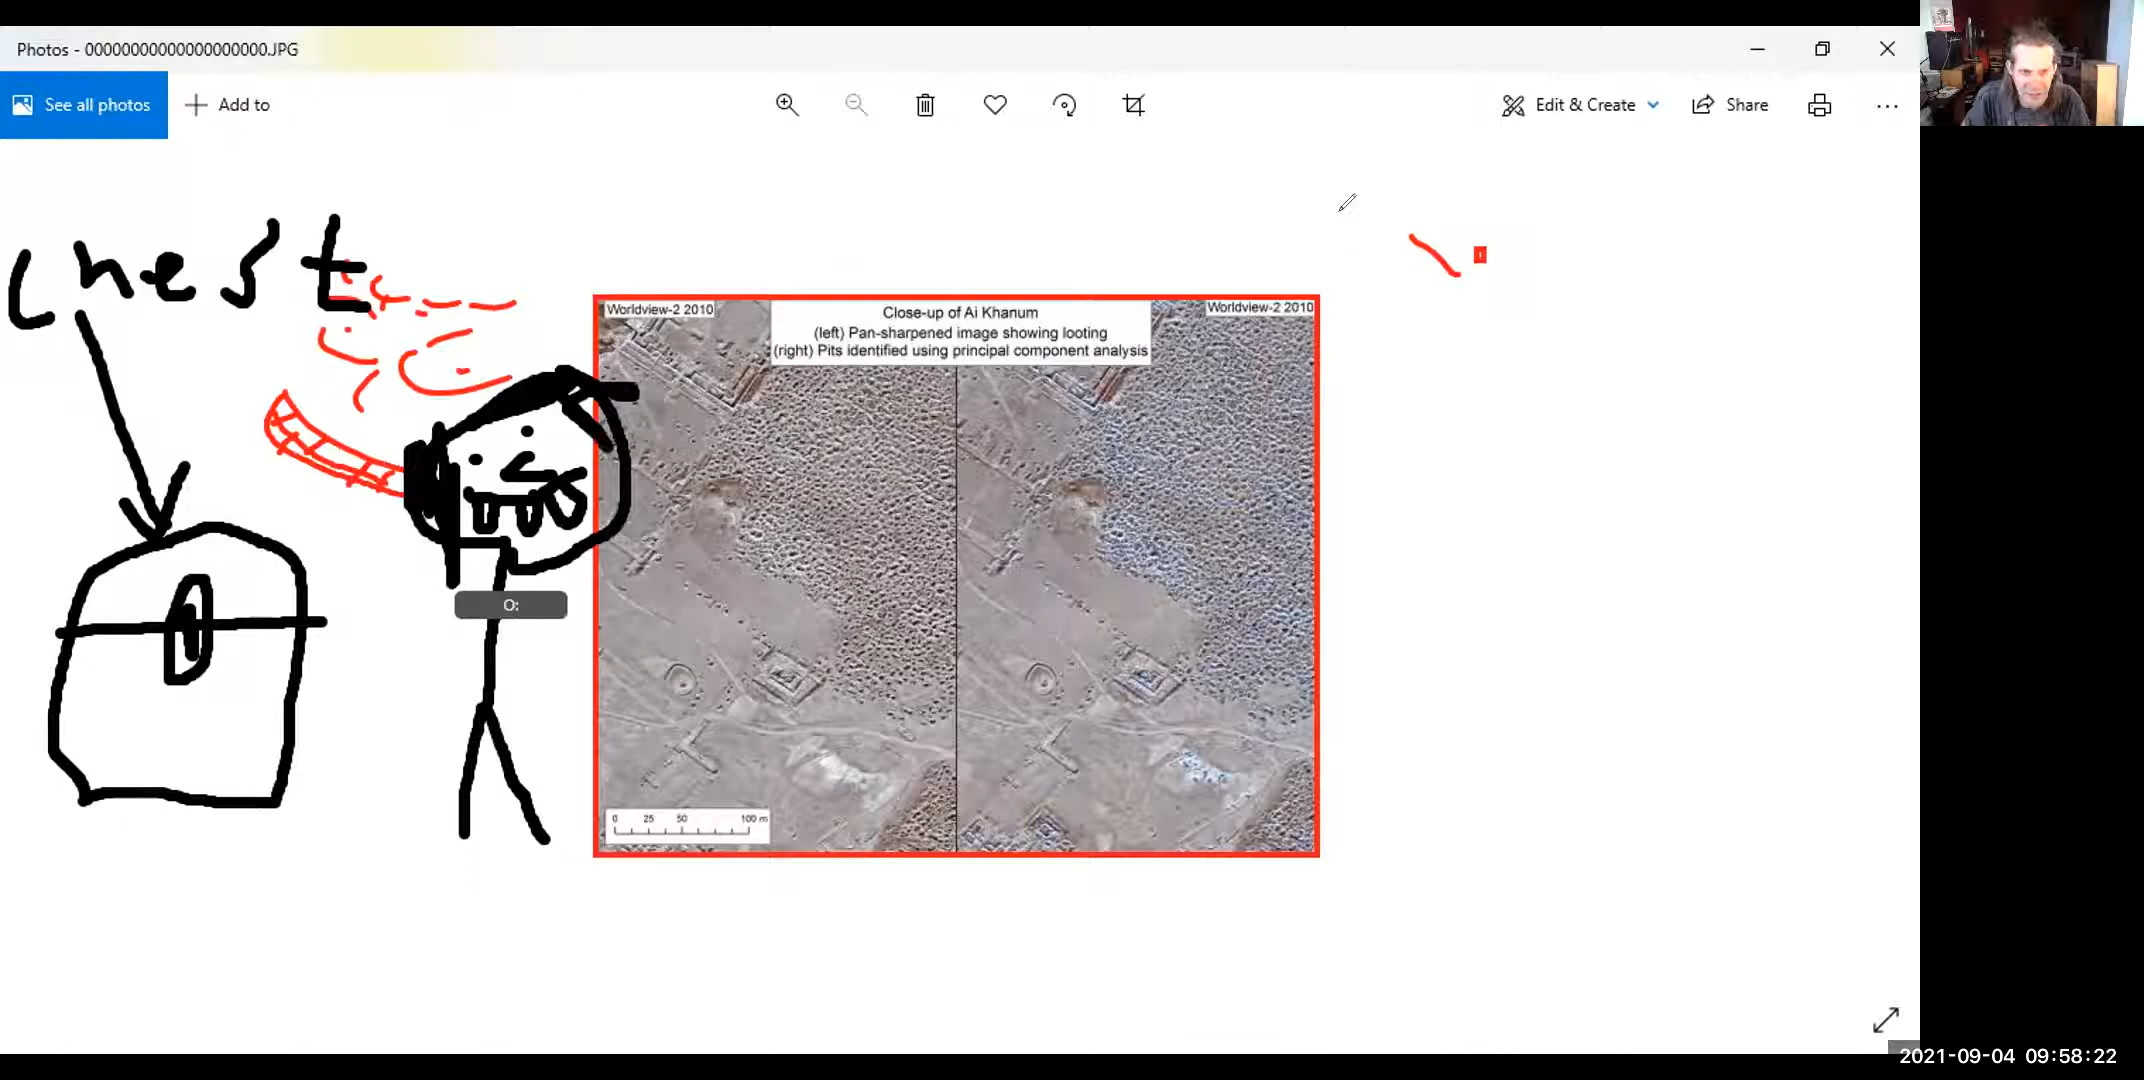 Photos - 00000000000000000000.JPG
See all photos
Add to
Edit & Create
Share
chest
Worldview-2 2010
Close-up of Ai Khanum
(left) Pan-sharpened image showing looting
(right) Pits identified using principal component analysis
Worldview-2 2010
O:
0 25 50 100 m
2021-09-04 09:58:22